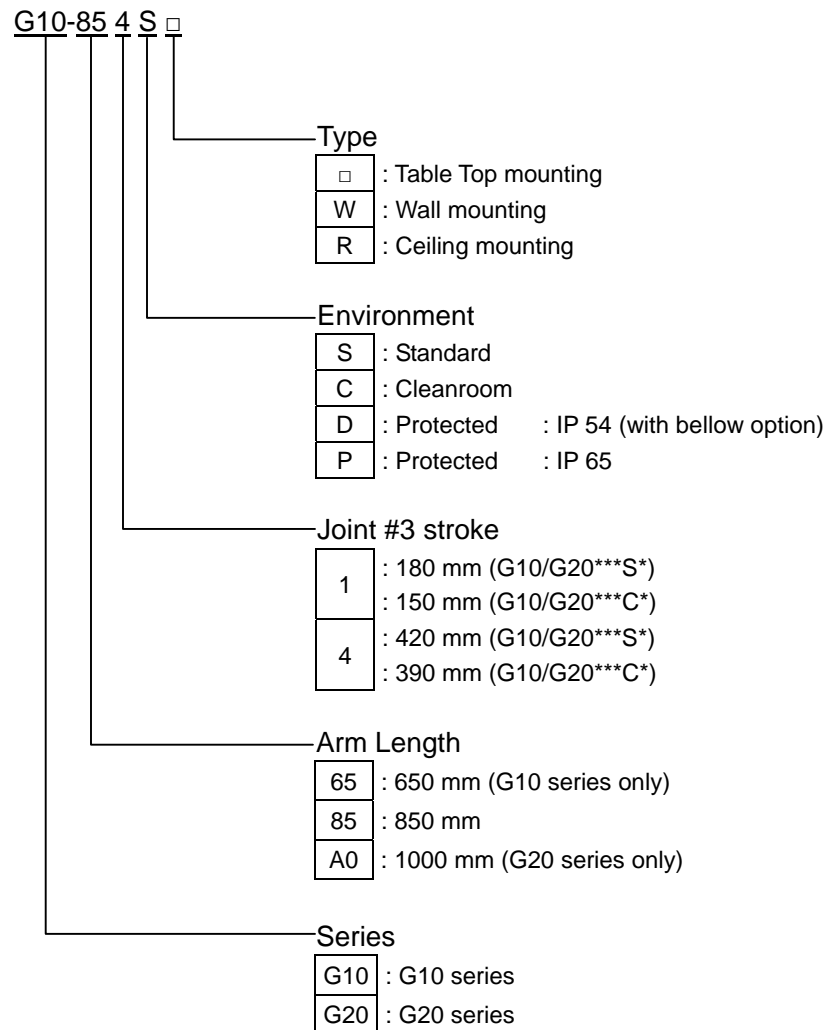 G10-85 4 S □
Type
□ : Table Top mounting
W : Wall mounting
R : Ceiling mounting
Environment
S : Standard
C : Cleanroom
D : Protected : IP 54 (with bellow option)
P : Protected : IP 65
Joint #3 stroke
1 : 180 mm (G10/G20***S*)
: 150 mm (G10/G20***C*)
4 : 420 mm (G10/G20***S*)
: 390 mm (G10/G20***C*)
Arm Length
65 : 650 mm (G10 series only)
85 : 850 mm
A0 : 1000 mm (G20 series only)
Series
G10 : G10 series
G20 : G20 series